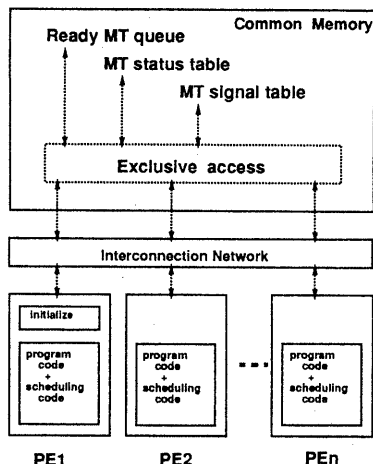 Common Memory
Ready MT queue
MT status table
MT signal table
Exclusive access
Interconnection Network
initialize
program
code
+
scheduling
code
program
code
+
scheduling
code
program
code
+
scheduling
code
PE1
PE2
PEn